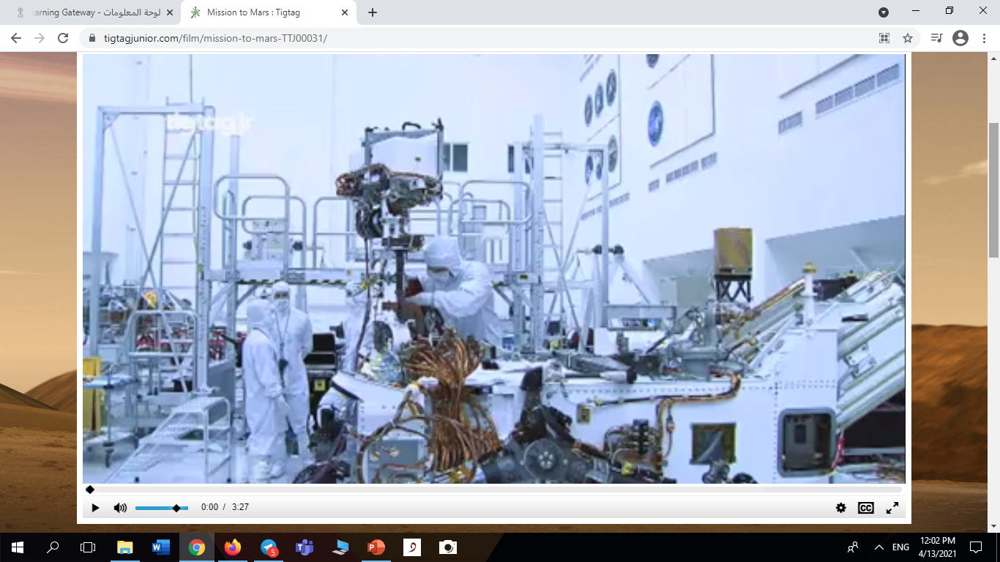 arning Gateway - لوحة المعلومات
Mission to Mars : Tigtag
tigtagjunior.com/film/mission-to-mars-TTJ00031/
tigtag.jr
0:00 / 3:27
CC
5
ENG
12:02 PM
4/13/2021